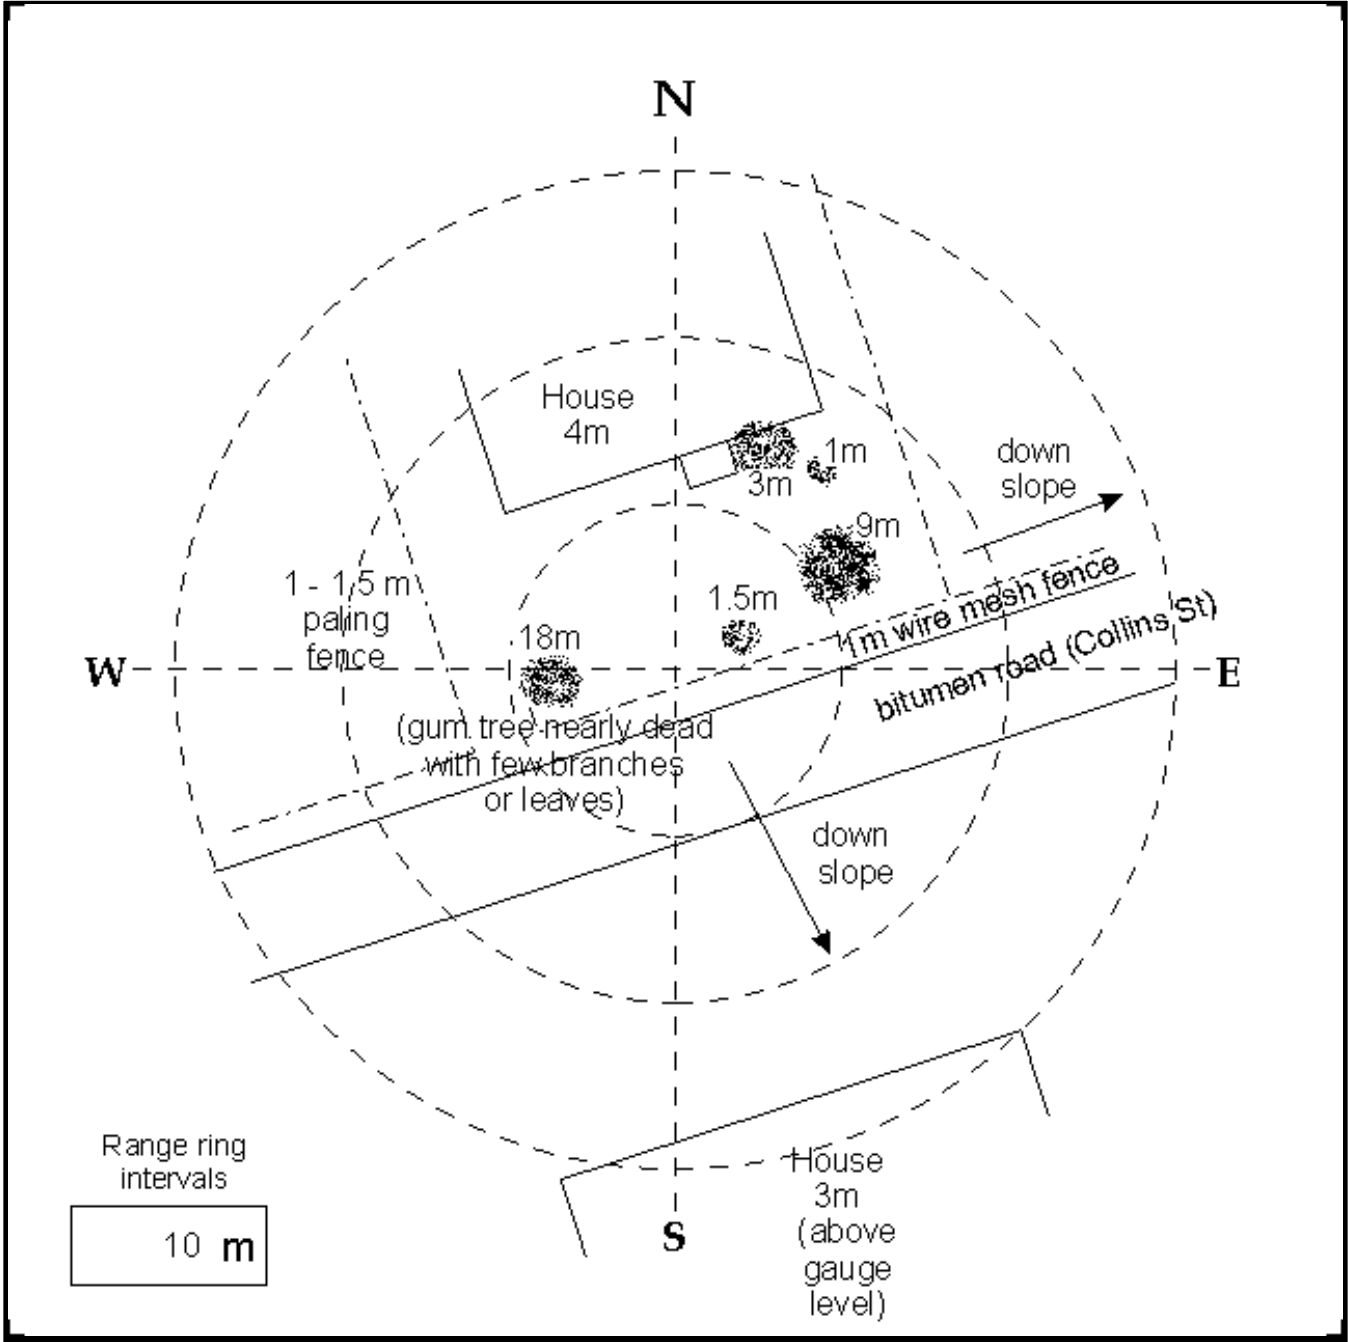 N
House
4m
1m
3m
down
slope
9m
1 - 1.5 m
paling
fence
1.5m
18m
1m wire mesh fence
W
E
bitumen road (Collins St)
(gum tree nearly dead
with few branches
or leaves)
down
slope
Range ring
intervals
10 m
S
House
3m
(above
gauge
level)